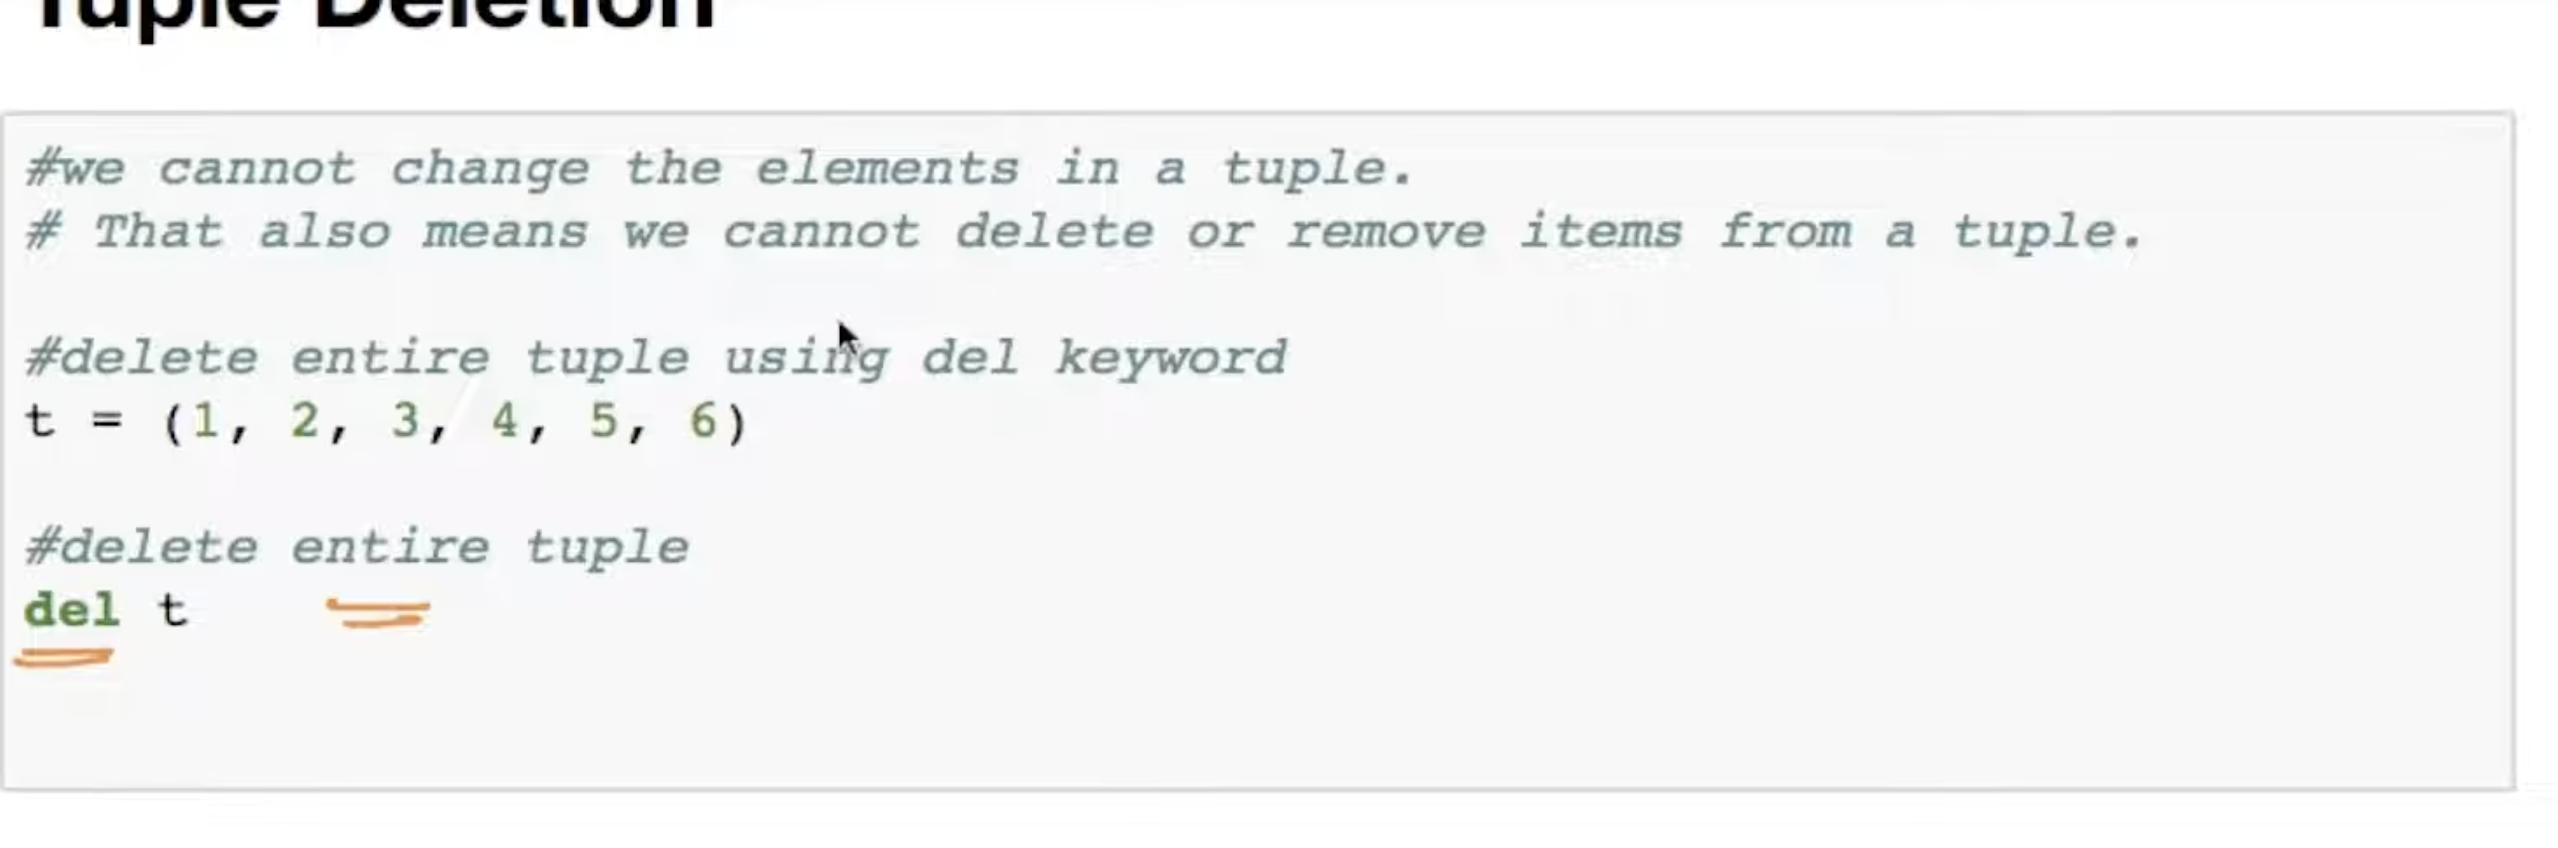 Tuple Deletion
#we cannot change the elements in a tuple.
# That also means we cannot delete or remove items from a tuple.
#delete entire tuple using del keyword
t = (1, 2, 3, 4, 5, 6)
#delete entire tuple
del t